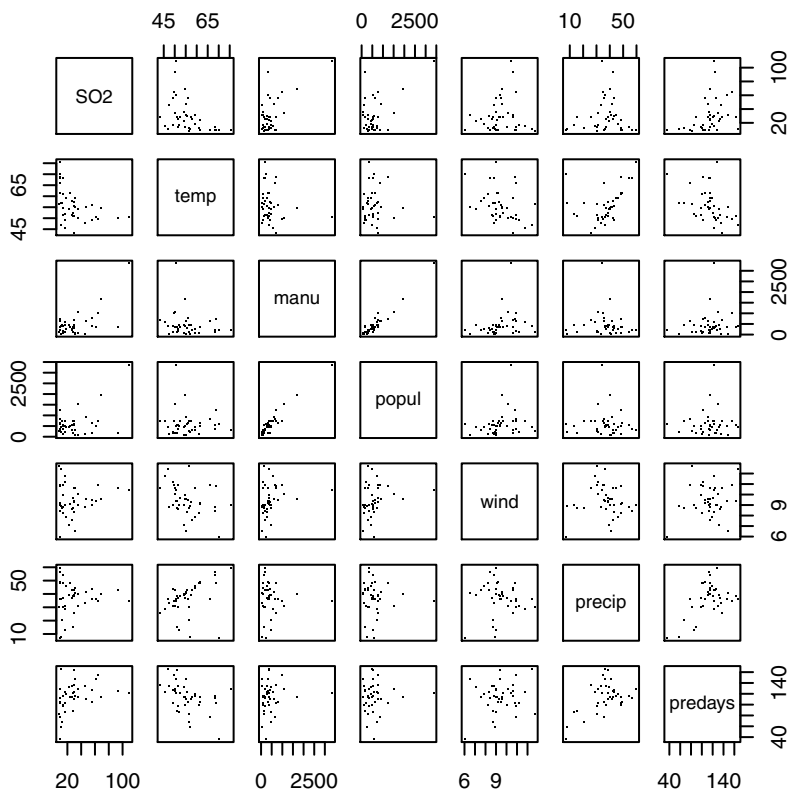 45 65 0 2500 10 50
SO2 20 100
45 65 temp
manu 0 2500
0 2500 popul
wind 6 9
10 50 precip
predays 40 140
20 100 0 2500 6 9 40 140